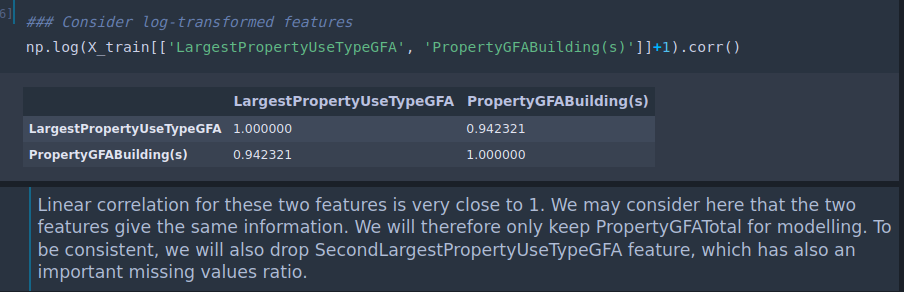 6]
### Consider log-transformed features
np.log(X_train[['LargestPropertyUseTypeGFA', 'PropertyGFABuilding(s)']]+1).corr()
LargestPropertyUseTypeGFA PropertyGFABuilding(s)
LargestPropertyUseTypeGFA 1.000000 0.942321
PropertyGFABuilding(s) 0.942321 1.000000
Linear correlation for these two features is very close to 1. We may consider here that the two
features give the same information. We will therefore only keep PropertyGFATotal for modelling. To
be consistent, we will also drop SecondLargestPropertyUseTypeGFA feature, which has also an
important missing values ratio.